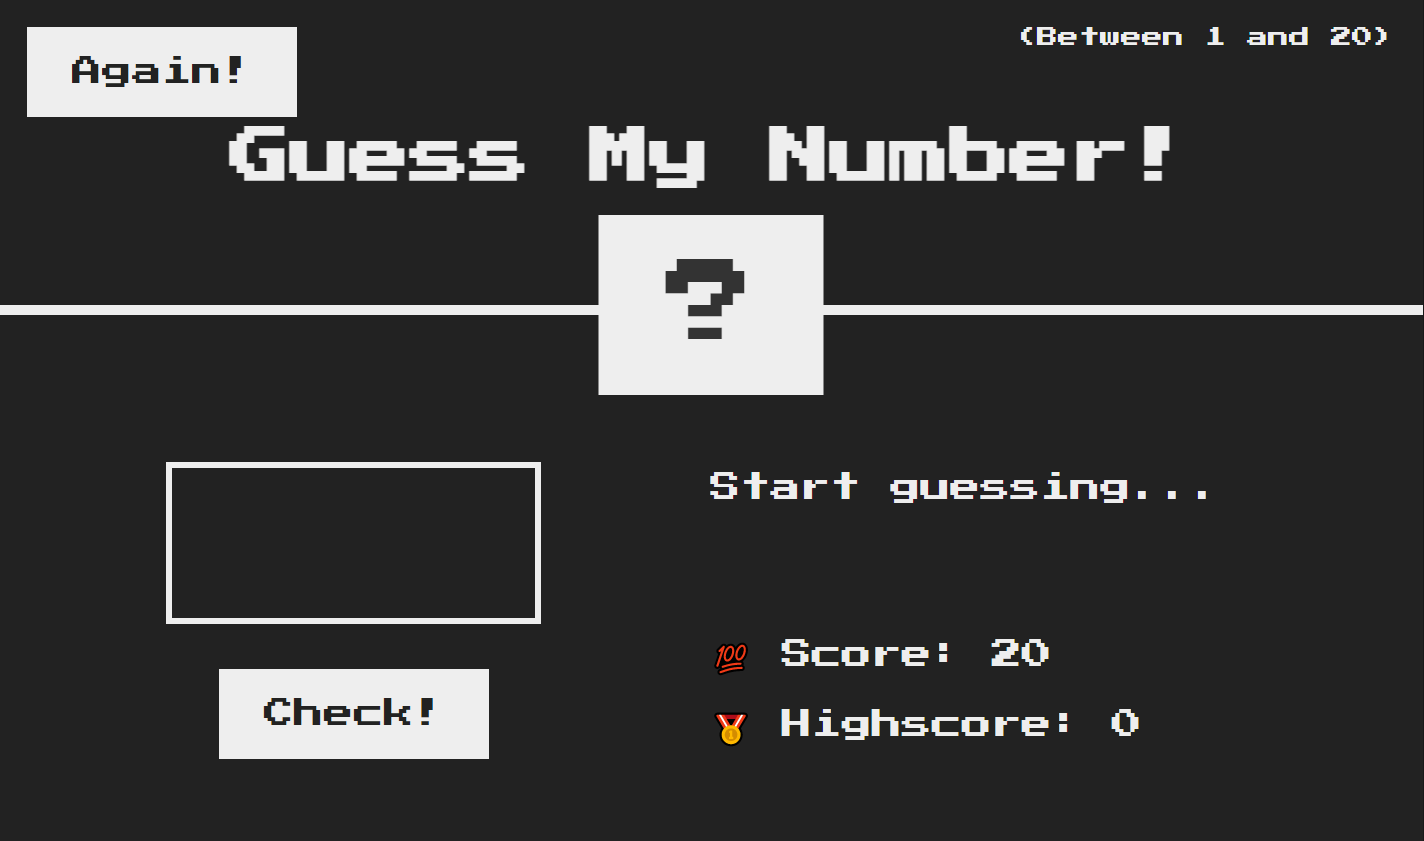 Again!
(Between 1 and 20)
Guess My Number!
?
Start guessing...
💯 Score: 20
Check!
🥇 Highscore: 0